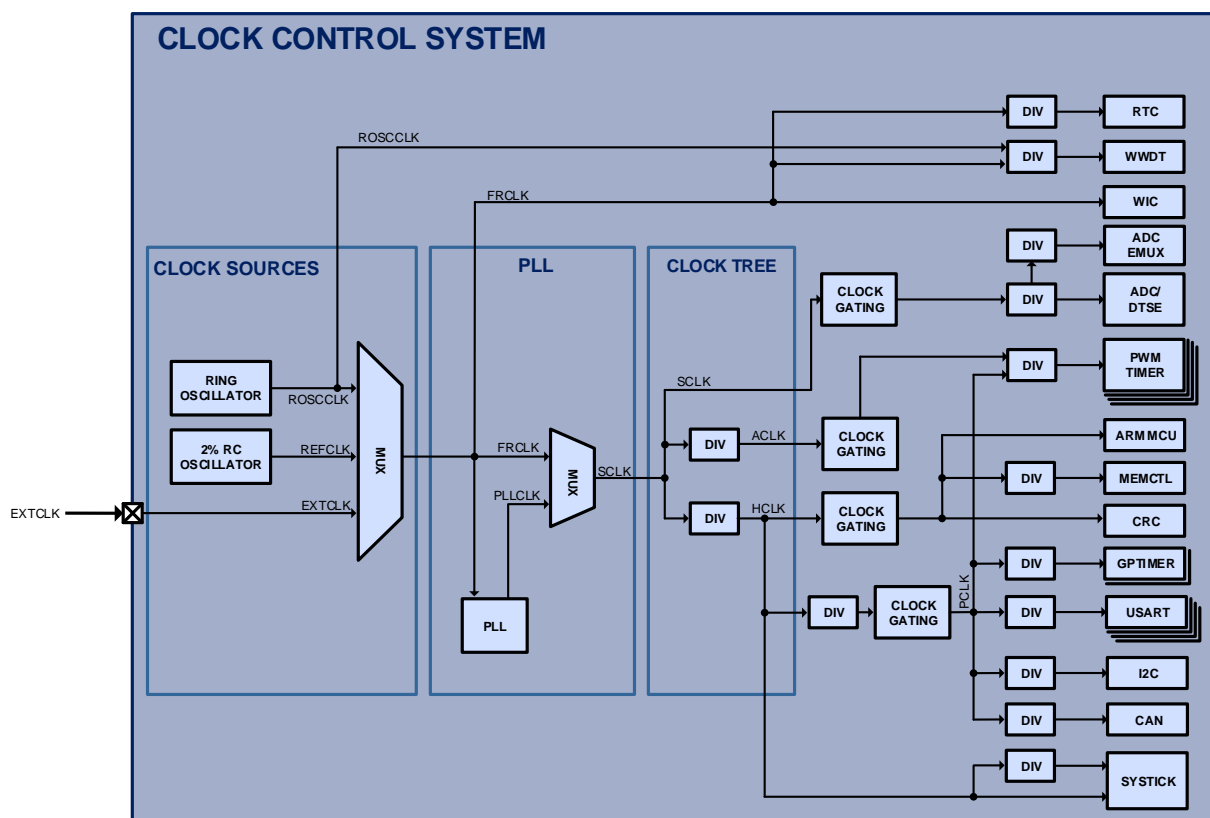 CLOCK CONTROL SYSTEM
DIV
RTC
ROSCCLK
DIV
WWDT
FRCLK
WIC
CLOCK SOURCES
PLL
CLOCK TREE
DIV
ADC
EMUX
CLOCK
GATING
DIV
ADC/
DTSE
RING
OSCILLATOR
ROSCCLK
SCLK
DIV
PWM
TIMER
2% RC
OSCILLATOR
REFCLK
MUX
FRCLK
MUX
SCLK
DIV
ACLK
CLOCK
GATING
ARM MCU
DIV
MEMCTL
EXTCLK
EXTCLK
PLLCLK
DIV
HCLK
CLOCK
GATING
CRC
DIV
GPTIMER
PLL
DIV
CLOCK
GATING
PCLK
DIV
USART
DIV
I2C
DIV
CAN
DIV
SYSTICK